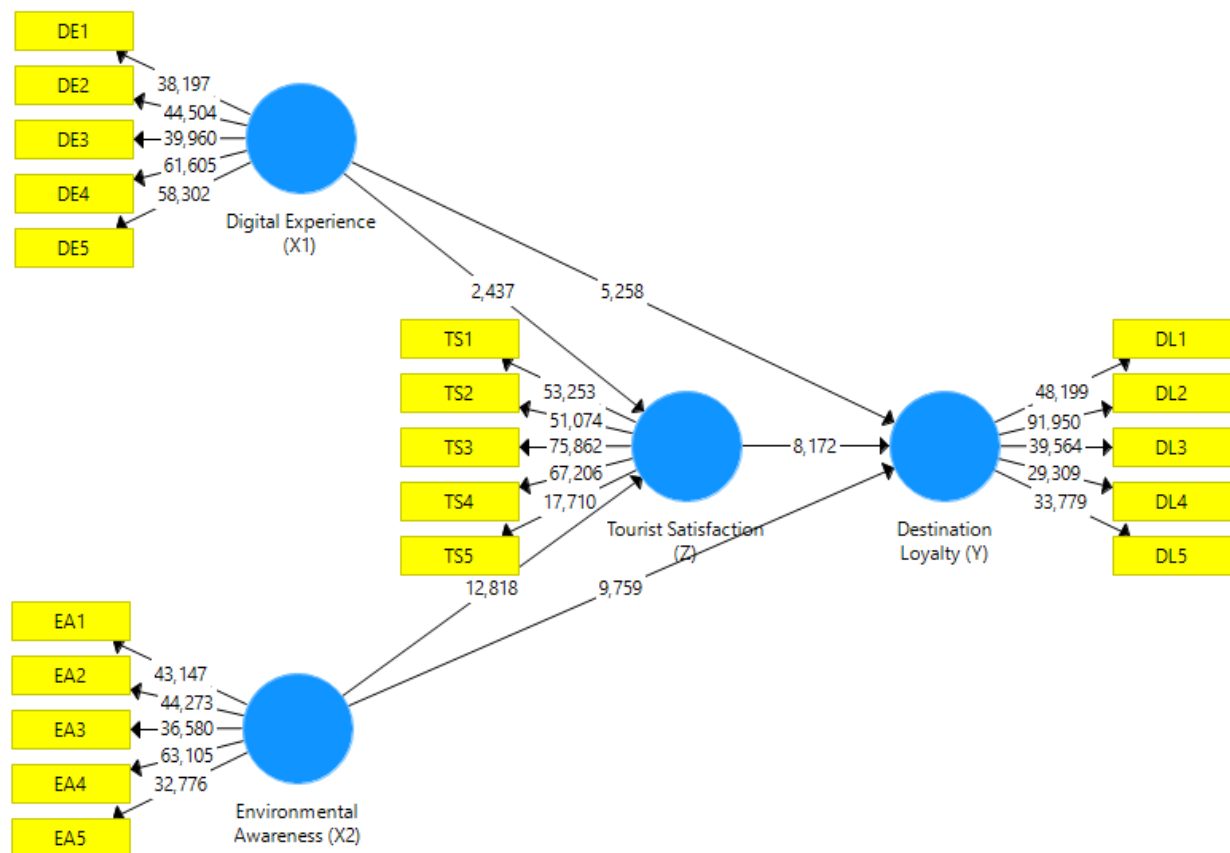 DE1
DE2
DE3
DE4
DE5
38,197
44,504
39,960
61,605
58,302
Digital Experience
(X1)
2,437
5,258
TS1
TS2
TS3
TS4
TS5
53,253
51,074
75,862
67,206
17,710
Tourist Satisfaction
(Z)
8,172
DL1
DL2
DL3
DL4
DL5
48,199
91,950
39,564
29,309
33,779
Destination
Loyalty (Y)
12,818
9,759
EA1
EA2
EA3
EA4
EA5
43,147
44,273
36,580
63,105
32,776
Environmental
Awareness (X2)